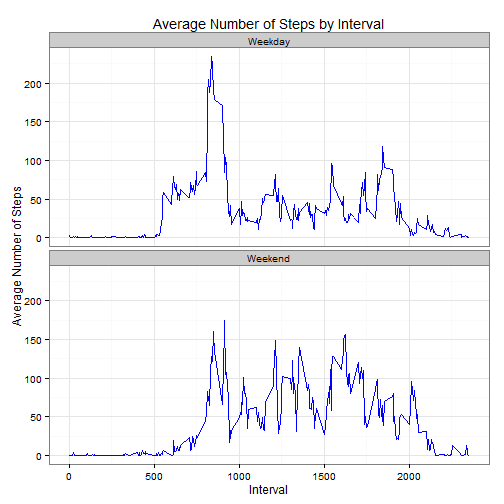 Average Number of Steps by Interval
Weekday
200
150
100
50
0
Weekend
200
150
100
50
0
Average Number of Steps
0 500 1000 1500 2000
Interval